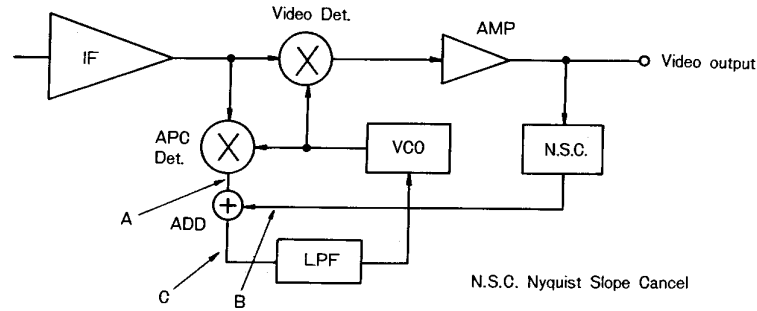 Video Det.
AMP
IF
Video output
APC
Det.
VCO
N.S.C.
A
ADD
LPF
C
B
N.S.C. Nyquist Slope Cancel